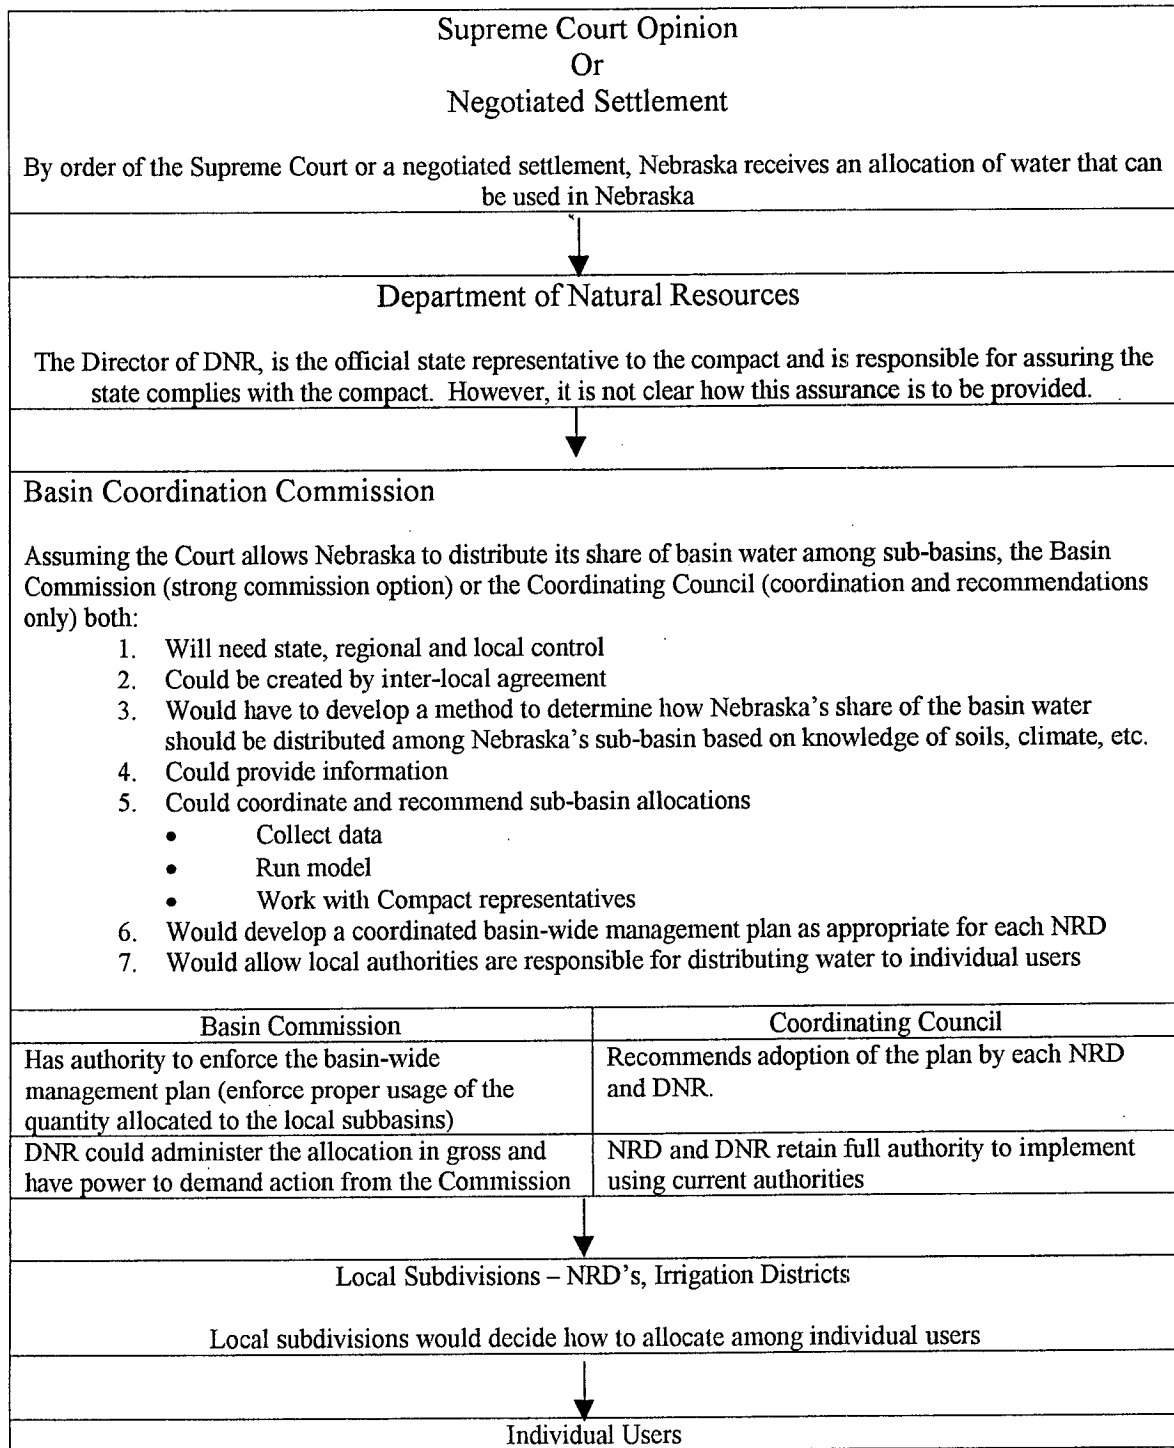 Supreme Court Opinion
Or
Negotiated Settlement
By order of the Supreme Court or a negotiated settlement, Nebraska receives an allocation of water that can
be used in Nebraska
Department of Natural Resources
The Director of DNR, is the official state representative to the compact and is responsible for assuring the
state complies with the compact. However, it is not clear how this assurance is to be provided.
Basin Coordination Commission
Assuming the Court allows Nebraska to distribute its share of basin water among sub-basins, the Basin
Commission (strong commission option) or the Coordinating Council (coordination and recommendations
only) both:
1. Will need state, regional and local control
2. Could be created by inter-local agreement
3. Would have to develop a method to determine how Nebraska's share of the basin water
should be distributed among Nebraska's sub-basin based on knowledge of soils, climate, etc.
4. Could provide information
5. Could coordinate and recommend sub-basin allocations
• Collect data
• Run model
• Work with Compact representatives
6. Would develop a coordinated basin-wide management plan as appropriate for each NRD
7. Would allow local authorities are responsible for distributing water to individual users
Basin Commission
Has authority to enforce the basin-wide
management plan (enforce proper usage of the
quantity allocated to the local subbasins)
DNR could administer the allocation in gross and
have power to demand action from the Commission
Coordinating Council
Recommends adoption of the plan by each NRD
and DNR.
NRD and DNR retain full authority to implement
using current authorities
Local Subdivisions – NRD's, Irrigation Districts
Local subdivisions would decide how to allocate among individual users
Individual Users